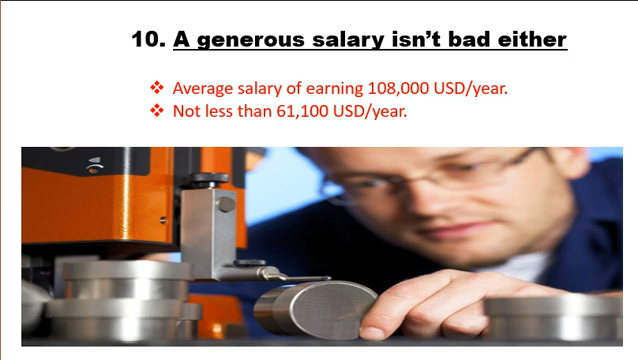 10. A generous salary isn’t bad either
❖ Average salary of earning 108,000 USD/year.
❖ Not less than 61,100 USD/year.